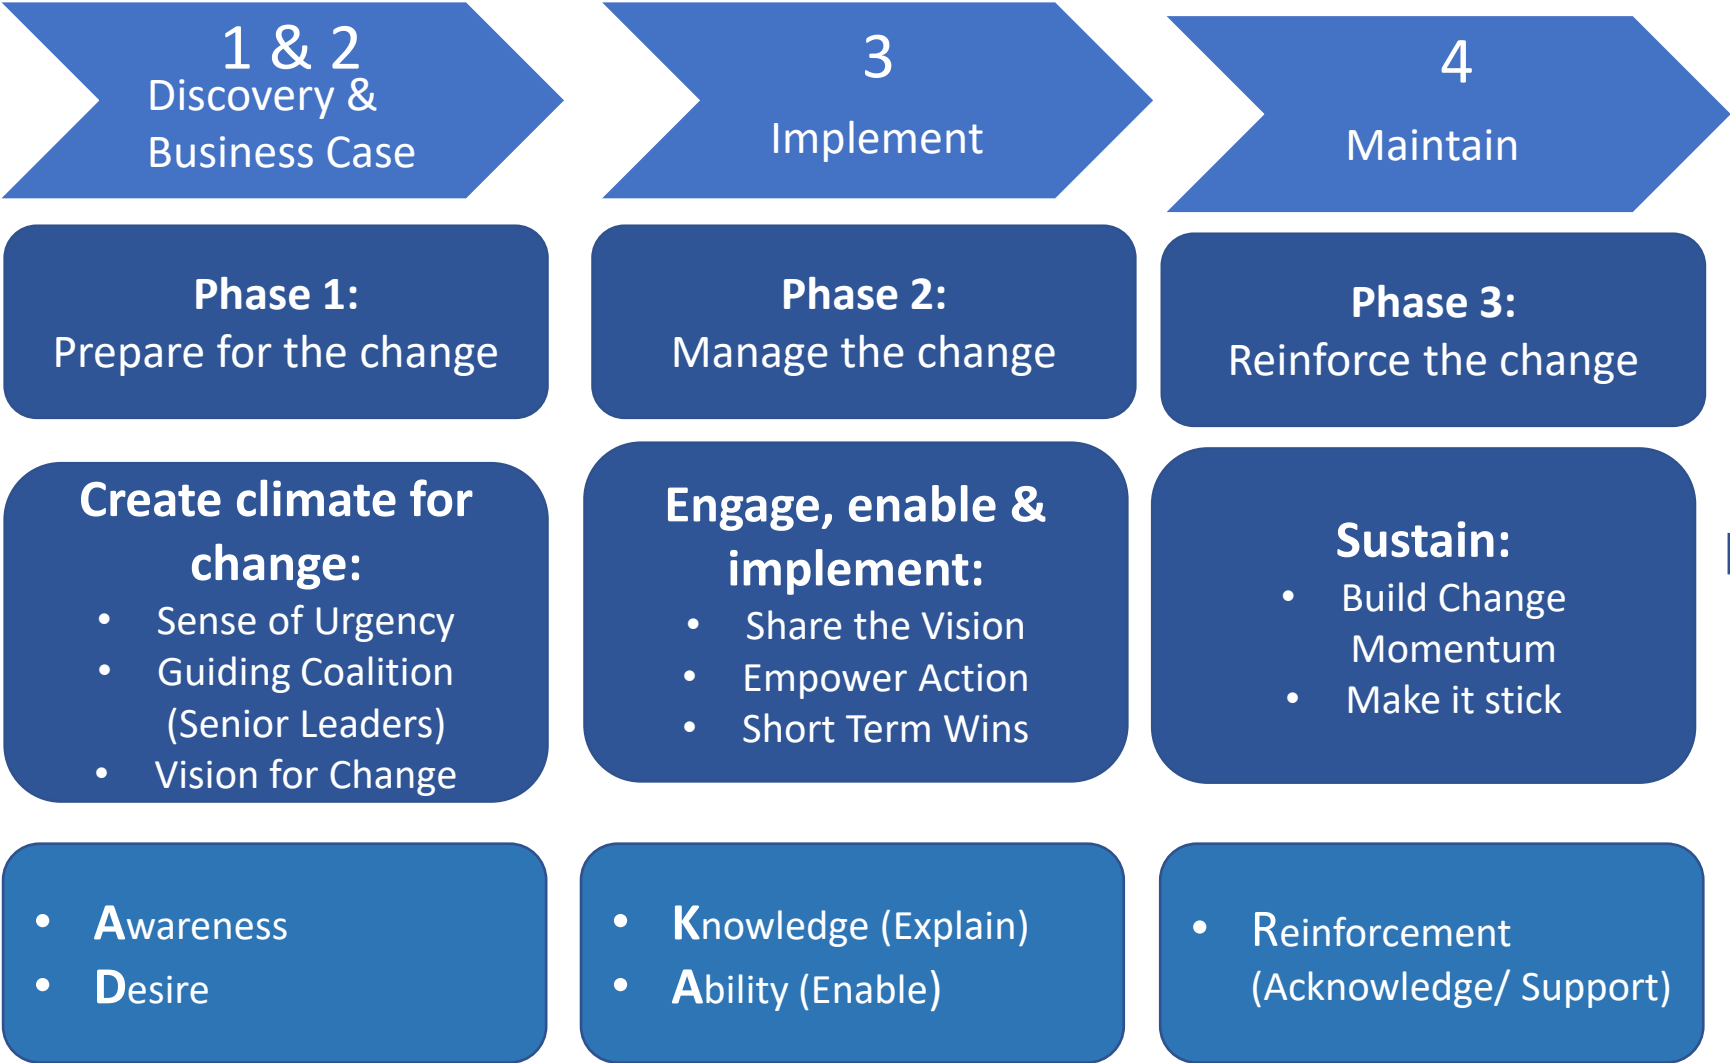 1 & 2
Discovery &
Business Case
3
Implement
4
Maintain
Phase 1:
Prepare for the change
Phase 2:
Manage the change
Phase 3:
Reinforce the change
Create climate for
change:
• Sense of Urgency
• Guiding Coalition
(Senior Leaders)
• Vision for Change
Engage, enable &
implement:
• Share the Vision
• Empower Action
• Short Term Wins
Sustain:
• Build Change
Momentum
• Make it stick
• Awareness
• Desire
• Knowledge (Explain)
• Ability (Enable)
• Reinforcement
(Acknowledge/ Support)